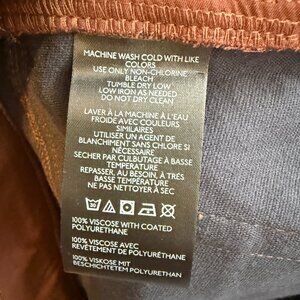 MACHINE WASH COLD WITH LIKE
COLORS
USE ONLY NON-CHLORINE
BLEACH
TUMBLE DRY LOW
LOW IRON AS NEEDED
DO NOT DRY CLEAN
LAVER À LA MACHINE À L'EAU
FROIDE AVEC COULEURS
SIMILAIRES
UTILISER UN AGENT DE
BLANCHIMENT SANS CHLORE SI
NÉCESSAIRE
SECHER PAR CULBUTAGE À BASSE
TEMPÉRATURE
REPASSER, AU BESOIN, À TRÈS
BASSE TEMPÉRATURE
NE PAS NETTOYER À SEC
100% VISCOSE WITH COATED
POLYURETHANE
100% VISCOSE AVEC
REVÊTEMENT DE POLYURÉTHANE
100% VISKOSE MIT
BESCHICHTETEM POLYURETHAN